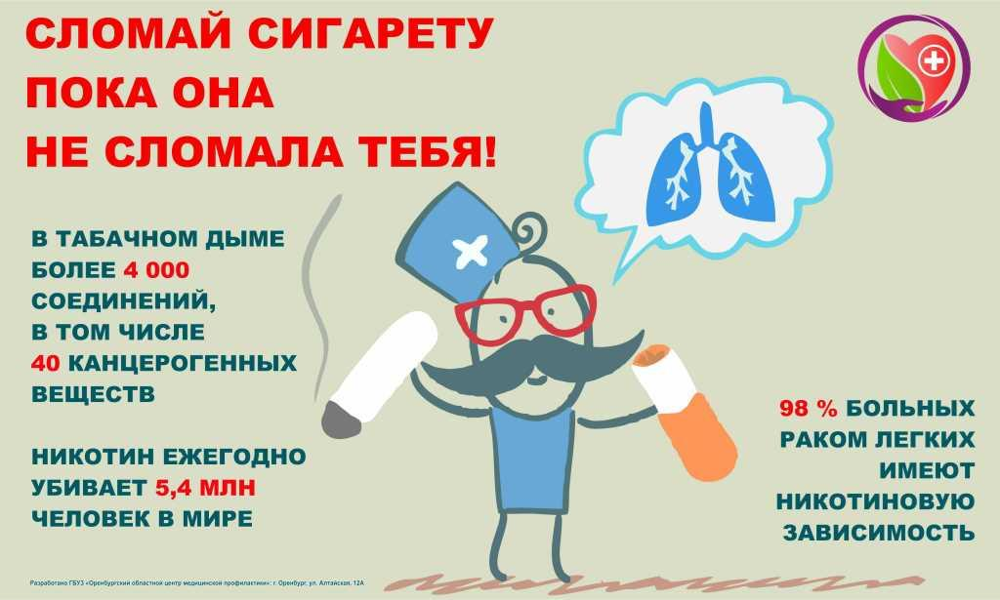 СЛОМАЙ СИГАРЕТУ
ПОКА ОНА
НЕ СЛОМАЛА ТЕБЯ!
В ТАБАЧНОМ ДЫМЕ
БОЛЕЕ 4 000
СОЕДИНЕНИЙ,
В ТОМ ЧИСЛЕ
40 КАНЦЕРОГЕННЫХ
ВЕЩЕСТВ
НИКОТИН ЕЖЕГОДНО
УБИВАЕТ 5,4 МЛН
ЧЕЛОВЕК В МИРЕ
98 % БОЛЬНЫХ
РАКОМ ЛЕГКИХ
ИМЕЮТ
НИКОТИНОВУЮ
ЗАВИСИМОСТЬ
Разработано ГБУЗ «Оренбургский областной центр медицинской профилактики»: г. Оренбург, ул. Алтайская, 12А